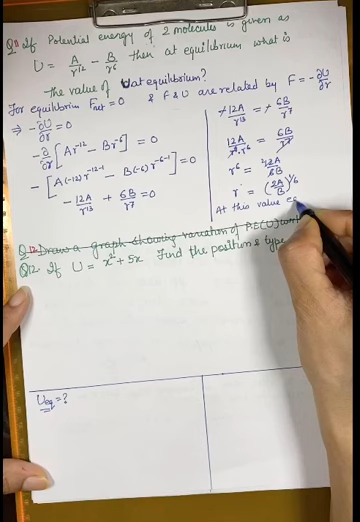 Q11 If Potential energy of 2 molecules is given as
U = A/r¹² - B/r⁶ then at equilibrium what is
the value of U at equilibrium?
For equilibrium Fnet = 0 & F & U are related by F = -∂U/∂r
⇒ -∂U/∂r = 0
-∂/∂r [Ar⁻¹² - Br⁻⁶] = 0
- [A(-12)r⁻¹²⁻¹ - B(-6)r⁻⁶⁻¹] = 0
- 12A/r¹³ + 6B/r⁷ = 0
+12A/r¹³ = + 6B/r⁷
12A/r⁶·r⁷ = 6B/r⁷
r⁶ = 12A/6B
r = (2A/B)^1/6
At this value
Q12. Draw a graph showing variation of P.E(U) with
Q12. If U = x² + 5x Find the position & type
Ueq = ?